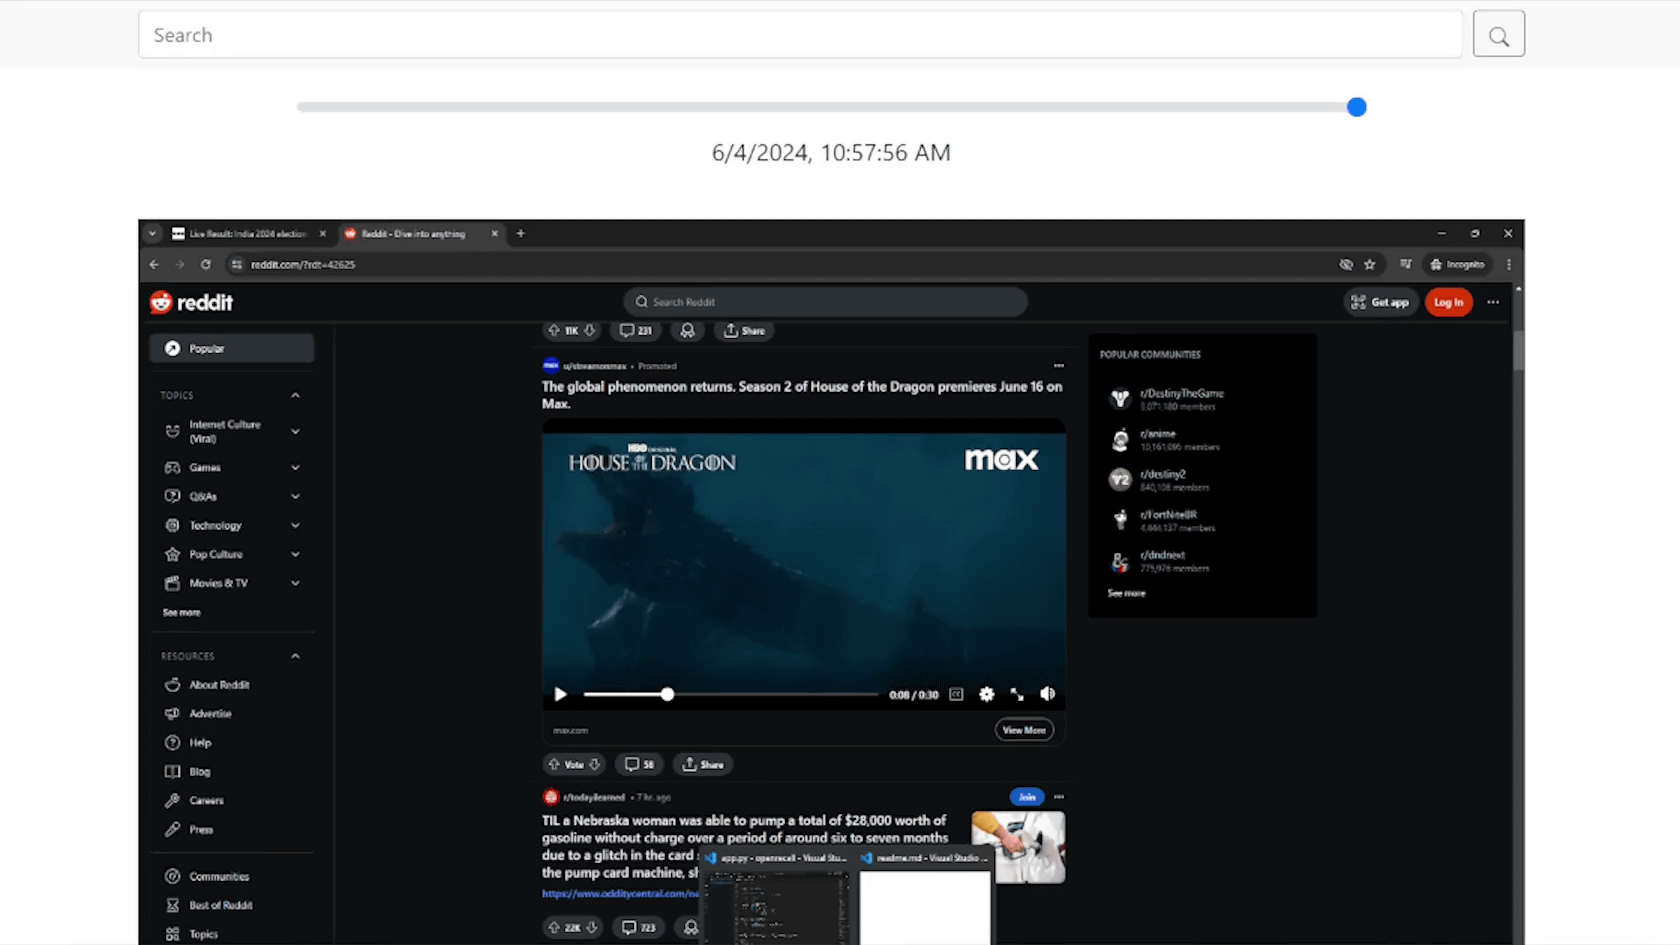 Search
6/4/2024, 10:57:56 AM
Live Result: India 2024 election
Reddit - Dive into anything
reddit.com/?rdt=42625
Incognito
reddit
Search Reddit
Get app
Log In
Popular
TOPICS
Internet Culture
(Viral)
Games
Q&As
Technology
Pop Culture
Movies & TV
See more
RESOURCES
About Reddit
Advertise
Help
Blog
Careers
Press
Communities
Best of Reddit
Topics
11K
231
Share
max
u/streamonmax • Promoted
The global phenomenon returns. Season 2 of House of the Dragon premieres June 16 on
Max.
HBO ORIGINAL
HOUSE OF THE DRAGON
max
0:08 / 0:30
CC
max.com
View More
Vote
58
Share
r/todayilearned • 7 hr. ago
Join
TIL a Nebraska woman was able to pump a total of $28,000 worth of
gasoline without charge over a period of around six to seven months
due to a glitch in the card
the pump card machine, s
https://www.odditycentral.com/ne
22K
723
app.py - openrecall - Visual Stu...
readme.md - Visual Studio ...
POPULAR COMMUNITIES
r/DestinyTheGame
3,071,180 members
r/anime
10,161,095 members
r/destiny2
840,106 members
r/FortNiteBR
4,444,137 members
r/dndnext
775,976 members
See more